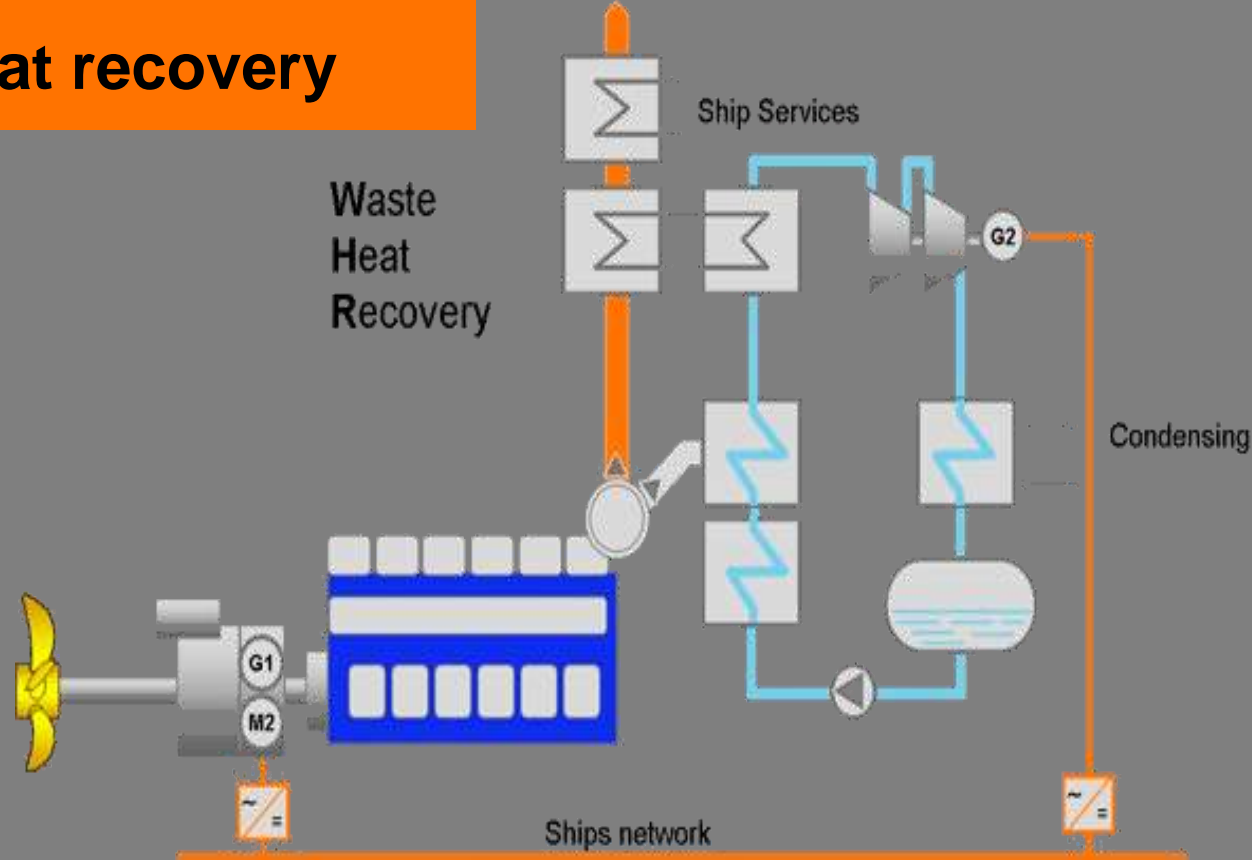 at recovery
Ship Services
Waste
Heat
Recovery
G2
Condensing
G1
M2
~
=
~
=
Ships network